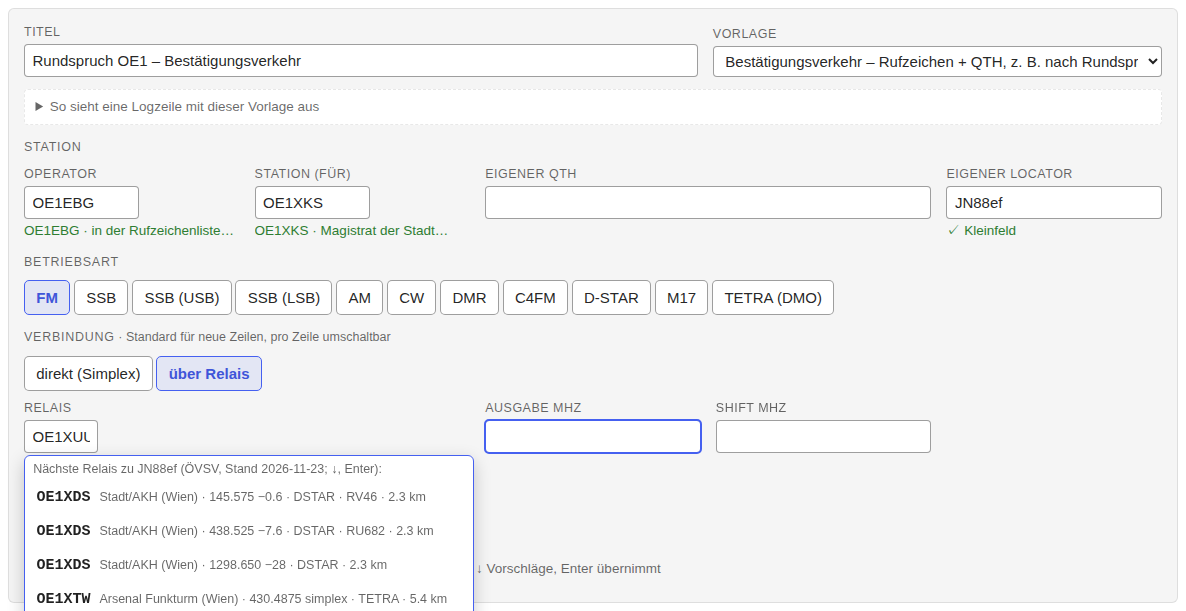 TITEL
VORLAGE
Rundspruch OE1 – Bestätigungsverkehr
Bestätigungsverkehr – Rufzeichen + QTH, z. B. nach Rundspr
So sieht eine Logzeile mit dieser Vorlage aus
STATION
OPERATOR
STATION (FÜR)
EIGENER QTH
EIGENER LOCATOR
OE1EBG
OE1XKS
JN88ef
OE1EBG · in der Rufzeichenliste…
OE1XKS · Magistrat der Stadt…
✓ Kleinfeld
BETRIEBSART
FM
SSB
SSB (USB)
SSB (LSB)
AM
CW
DMR
C4FM
D-STAR
M17
TETRA (DMO)
VERBINDUNG · Standard für neue Zeilen, pro Zeile umschaltbar
direkt (Simplex)
über Relais
RELAIS
AUSGABE MHZ
SHIFT MHZ
OE1XUU
Nächste Relais zu JN88ef (ÖVSV, Stand 2026-11-23; ↓, Enter):
OE1XDS Stadt/AKH (Wien) · 145.575 −0.6 · DSTAR · RV46 · 2.3 km
OE1XDS Stadt/AKH (Wien) · 438.525 −7.6 · DSTAR · RU682 · 2.3 km
OE1XDS Stadt/AKH (Wien) · 1298.650 −28 · DSTAR · 2.3 km
↓ Vorschläge, Enter übernimmt
OE1XTW Arsenal Funkturm (Wien) · 430.4875 simplex · TETRA · 5.4 km